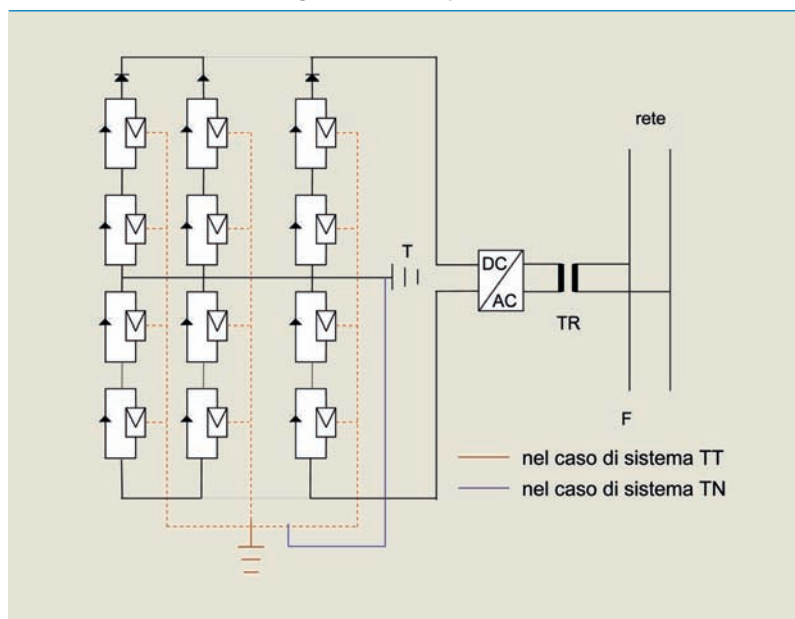 rete
T
DC
AC
TR
F
nel caso di sistema TT
nel caso di sistema TN